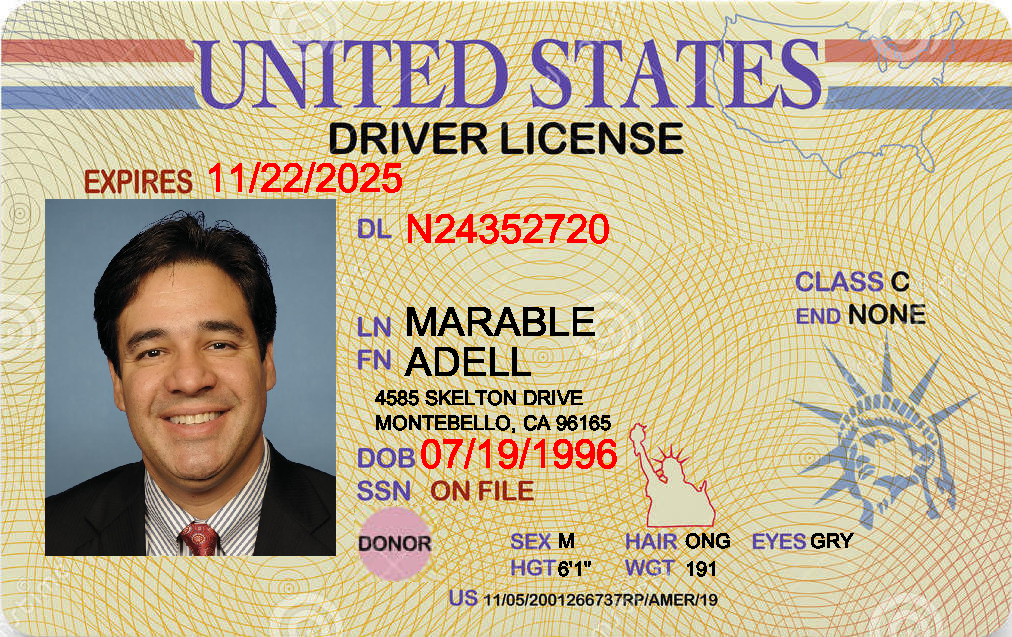 UNITED STATES
DRIVER LICENSE
EXPIRES 11/22/2025
DL N24352720
CLASS C
END NONE
LN MARABLE
FN ADELL
4585 SKELTON DRIVE
MONTEBELLO, CA 96165
DOB 07/19/1996
SSN ON FILE
DONOR
SEX M HAIR ONG EYES GRY
HGT 6'1" WGT 191
US 11/05/2001266737RP/AMER/19